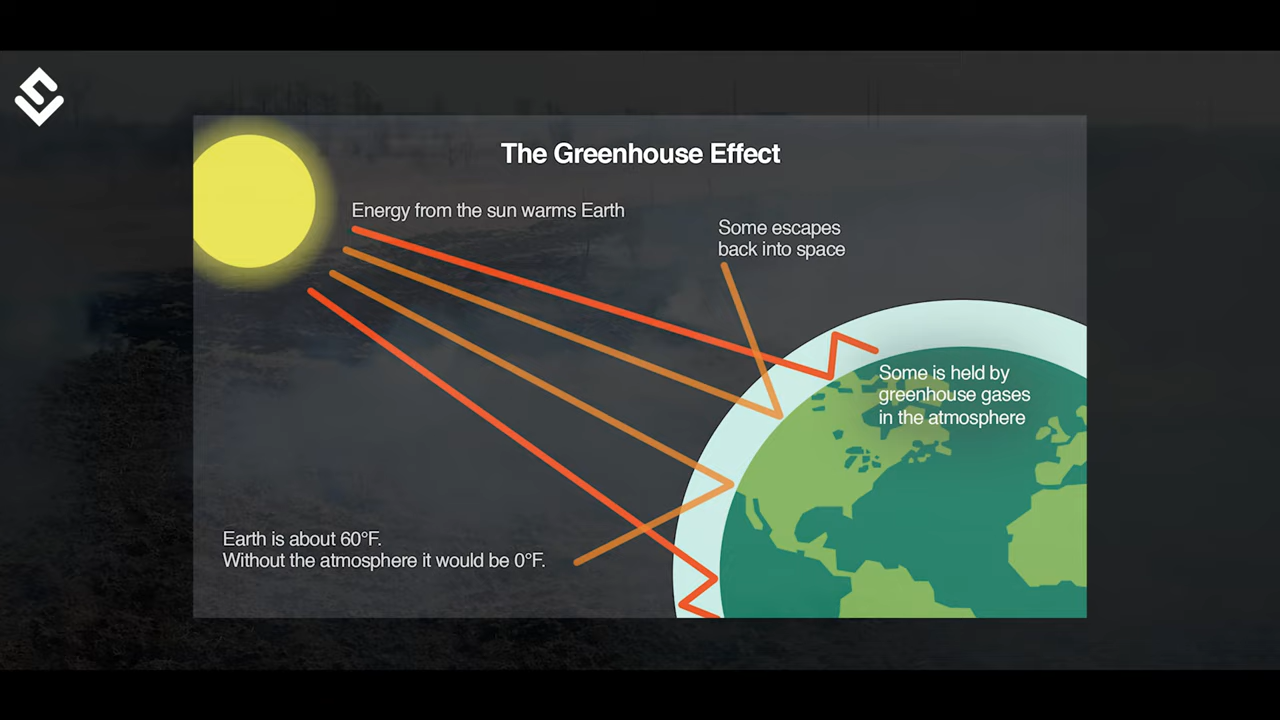 The Greenhouse Effect
Energy from the sun warms Earth
Some escapes
back into space
Some is held by
greenhouse gases
in the atmosphere
Earth is about 60°F.
Without the atmosphere it would be 0°F.